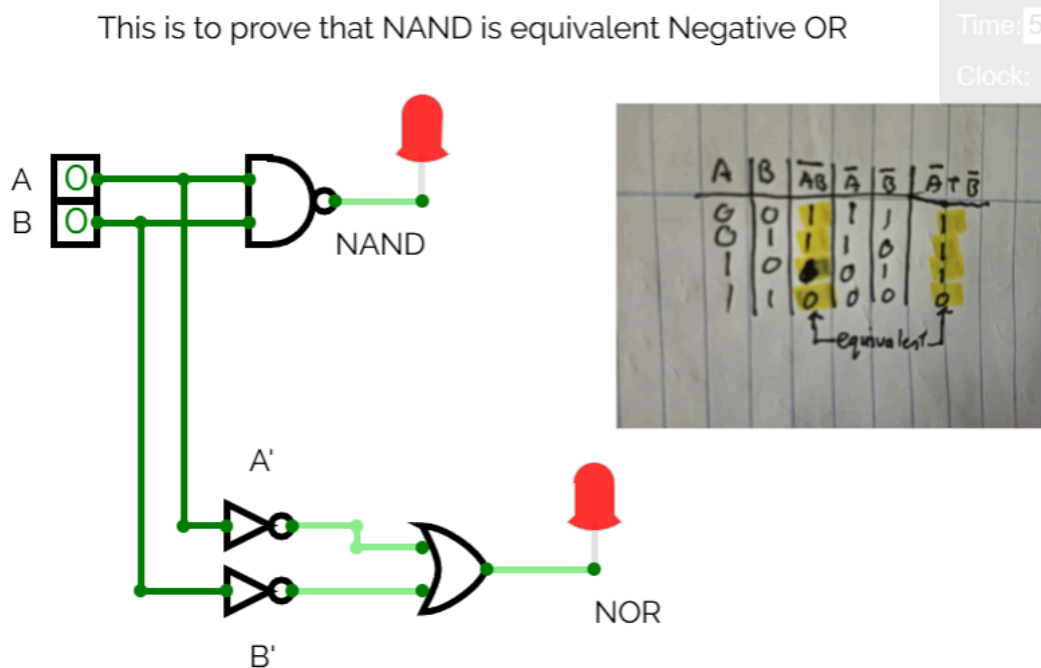 This is to prove that NAND is equivalent Negative OR
Time: 5
Clock:
A 0
B 0
NAND
A B A̅B̅ A̅ B̅ A̅+B̅
0 0 1 1 1 1
0 1 1 1 0 1
1 0 0 1 1
1 1 0 0 0 0
equivalent
A'
NOR
B'